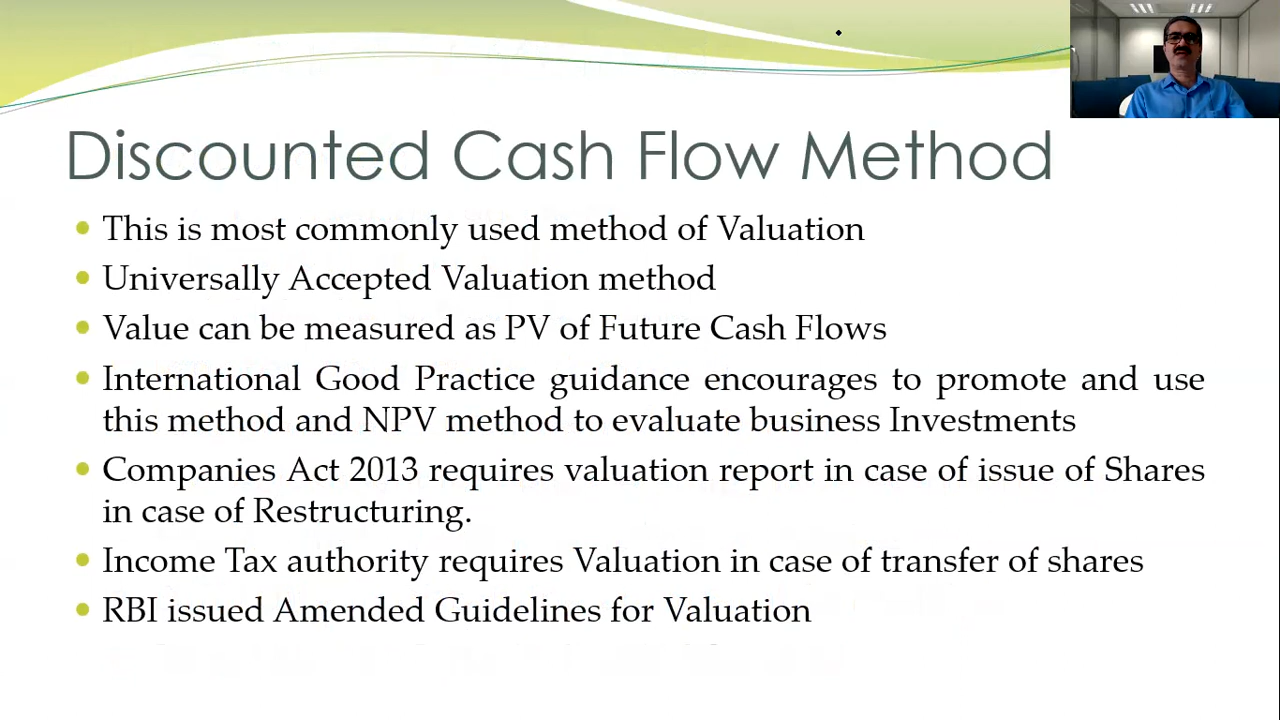 Discounted Cash Flow Method
This is most commonly used method of Valuation
Universally Accepted Valuation method
Value can be measured as PV of Future Cash Flows
International Good Practice guidance encourages to promote and use
this method and NPV method to evaluate business Investments
Companies Act 2013 requires valuation report in case of issue of Shares
in case of Restructuring.
Income Tax authority requires Valuation in case of transfer of shares
RBI issued Amended Guidelines for Valuation